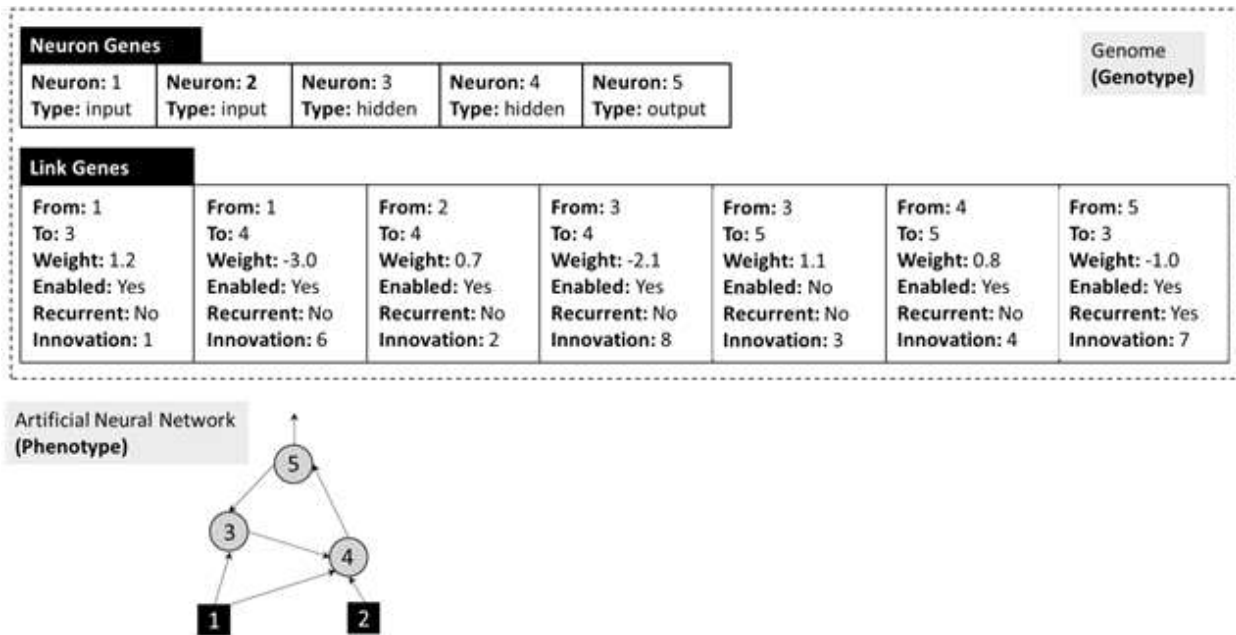 Neuron Genes
Genome
(Genotype)
Neuron: 1 Neuron: 2 Neuron: 3 Neuron: 4 Neuron: 5
Type: input Type: input Type: hidden Type: hidden Type: output
Link Genes
From: 1 From: 1 From: 2 From: 3 From: 3 From: 4 From: 5
To: 3 To: 4 To: 4 To: 4 To: 5 To: 5 To: 3
Weight: 1.2 Weight: -3.0 Weight: 0.7 Weight: -2.1 Weight: 1.1 Weight: 0.8 Weight: -1.0
Enabled: Yes Enabled: Yes Enabled: Yes Enabled: Yes Enabled: No Enabled: Yes Enabled: Yes
Recurrent: No Recurrent: No Recurrent: No Recurrent: No Recurrent: No Recurrent: No Recurrent: Yes
Innovation: 1 Innovation: 6 Innovation: 2 Innovation: 8 Innovation: 3 Innovation: 4 Innovation: 7
Artificial Neural Network
(Phenotype)
5
3
4
1 2